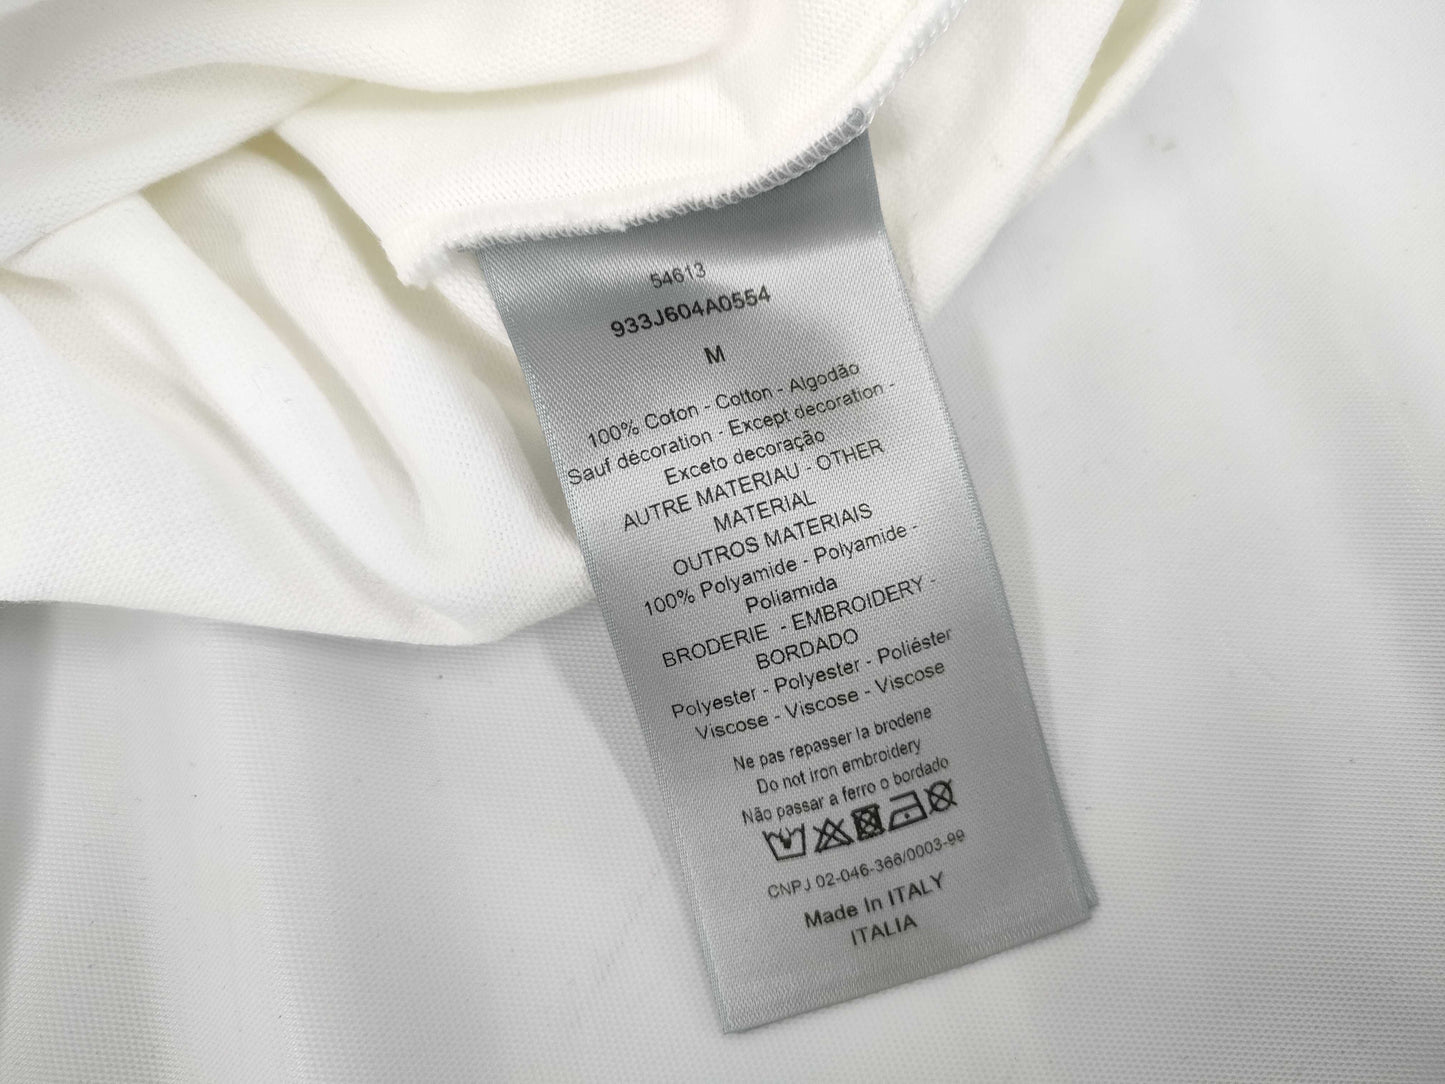 54613
933J604A0554
M
100% Coton - Cotton - Algodão
Sauf décoration - Except decoration -
Exceto decoração
AUTRE MATERIAU - OTHER
MATERIAL
OUTROS MATERIAIS
100% Polyamide - Polyamide -
Poliamida
BRODERIE - EMBROIDERY -
BORDADO
Polyester - Polyester - Poliéster
Viscose - Viscose - Viscose
Ne pas repasser la brodene
Do not iron embroidery
Não passar a ferro o bordado
CNPJ 02-046-366/0003-99
Made In ITALY
ITALIA